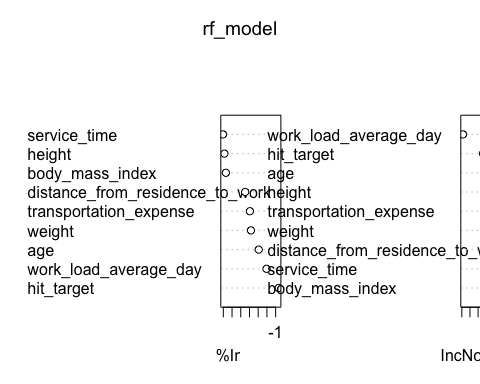 rf_model
service_time
height
body_mass_index
distance_from_residence_to_work
transportation_expense
weight
age
work_load_average_day
hit_target
-1
%Ir
work_load_average_day
hit_target
age
height
transportation_expense
weight
distance_from_residence_to_w
service_time
body_mass_index
IncNo